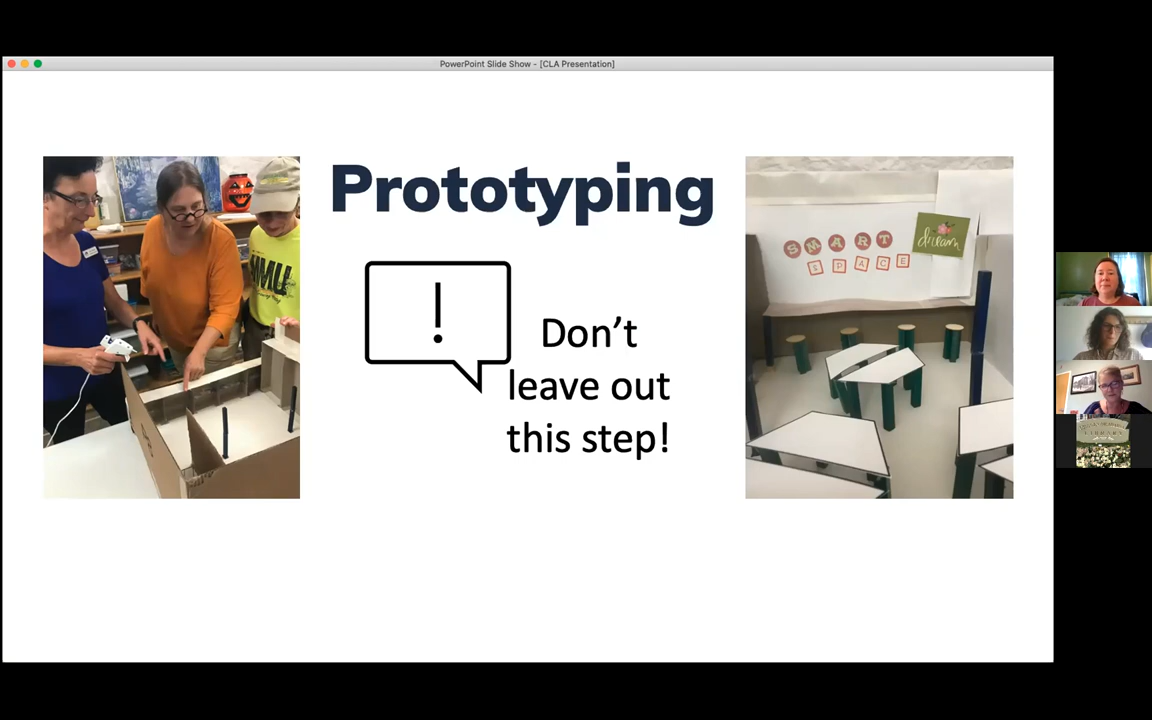 PowerPoint Slide Show - [CLA Presentation]
Prototyping
!
Don't
leave out
this step!
SMART
SPACE
dream
NMU